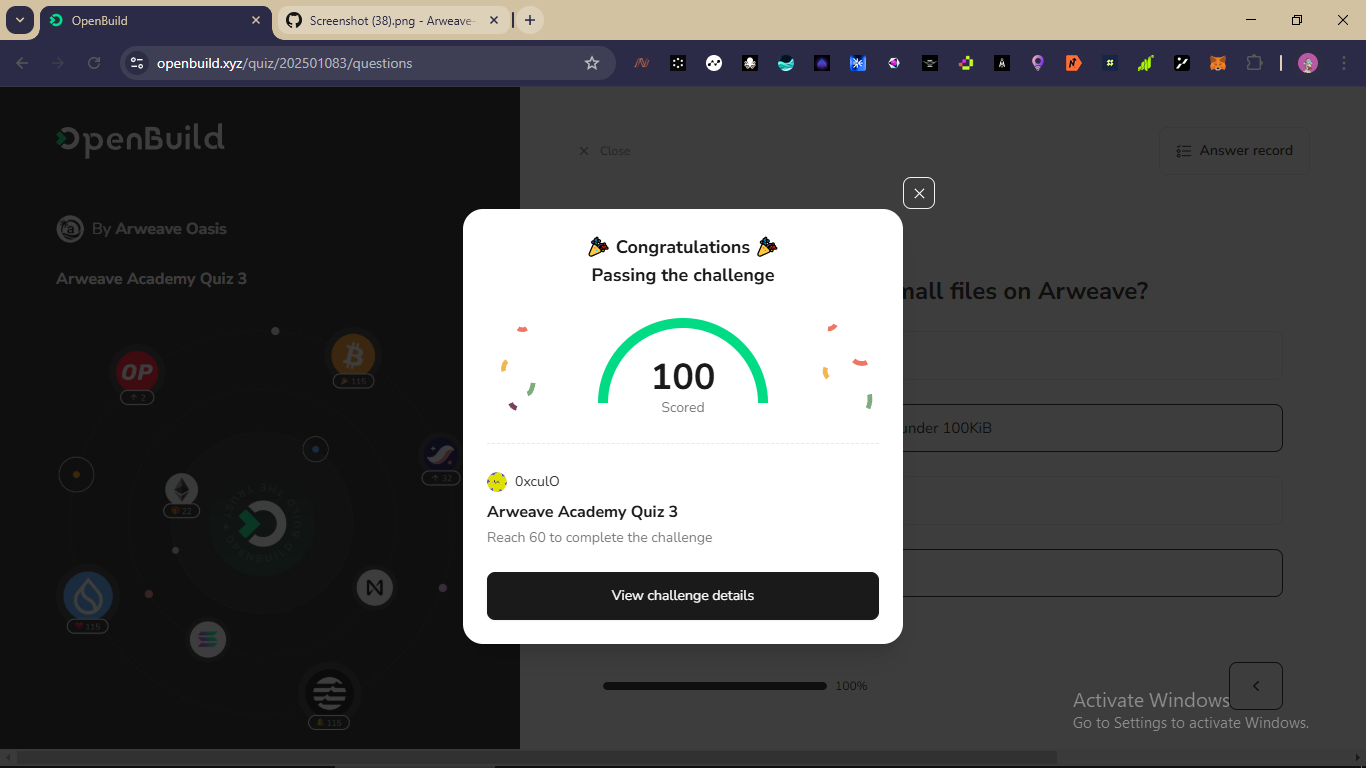 OpenBuild
Screenshot (38).png - Arweave-
openbuild.xyz/quiz/202501083/questions
OpenBuild
Close
Answer record
By Arweave Oasis
Arweave Academy Quiz 3
Congratulations
Passing the challenge
mall files on Arweave?
OP
2
115
100
Scored
under 100KiB
32
22
0xculO
Arweave Academy Quiz 3
Reach 60 to complete the challenge
View challenge details
115
115
100%
Activate Windows
Go to Settings to activate Windows.